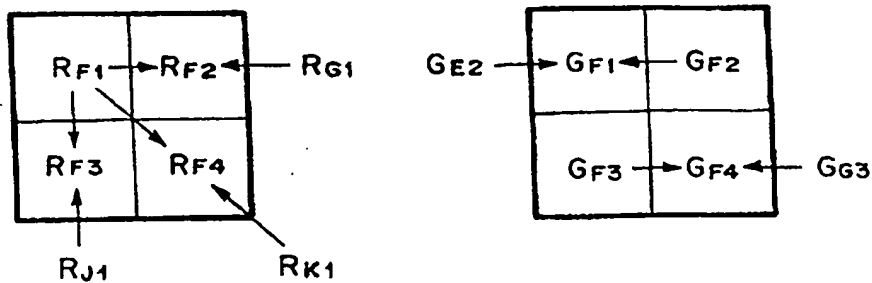 RF1 RF2 RG1
RF3 RF4
RJ1 RK1
GE2 GF1 GF2
GF3 GF4 GG3